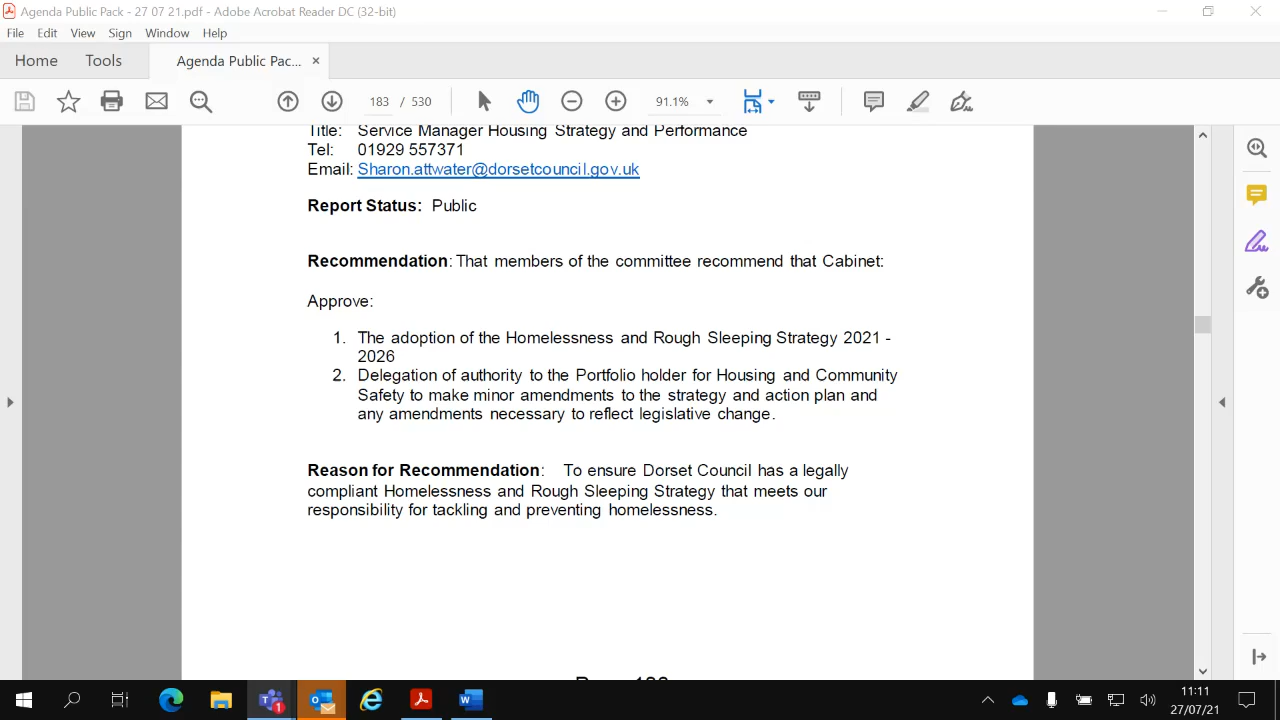 Agenda Public Pack - 27 07 21.pdf - Adobe Acrobat Reader DC (32-bit)
File Edit View Sign Window Help
Home Tools Agenda Public Pac... ×
183 / 530 91.1%
Title: Service Manager Housing Strategy and Performance
Tel: 01929 557371
Email: Sharon.attwater@dorsetcouncil.gov.uk
Report Status: Public
Recommendation: That members of the committee recommend that Cabinet:
Approve:
1. The adoption of the Homelessness and Rough Sleeping Strategy 2021 -
2026
2. Delegation of authority to the Portfolio holder for Housing and Community
Safety to make minor amendments to the strategy and action plan and
any amendments necessary to reflect legislative change.
Reason for Recommendation: To ensure Dorset Council has a legally
compliant Homelessness and Rough Sleeping Strategy that meets our
responsibility for tackling and preventing homelessness.
11:11
27/07/21